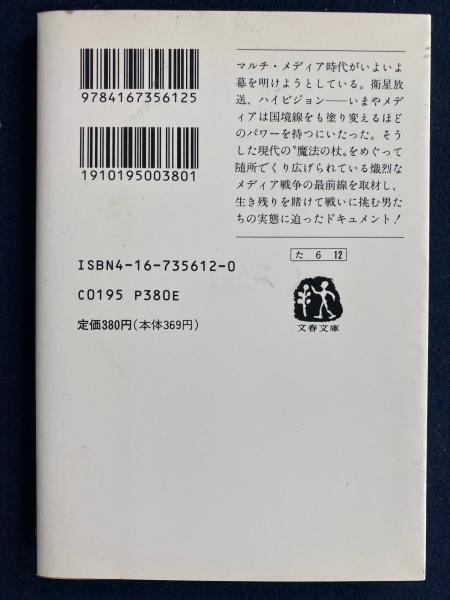 9784167356125
1910195003801
ISBN4-16-735612-0
C0195 P380E
定価380円(本体369円)
マルチ・メディア時代がいよいよ
幕を明けようとしている。衛星放
送、ハイビジョン――いまやメデ
ィアは国境線をも塗り変えるほど
のパワーを持つにいたった。そう
した現代の〝魔法の杖〟をめぐって
随所でくり広げられている熾烈な
メディア戦争の最前線を取材し、
生き残りを賭けて戦いに挑む男た
ちの実態に迫ったドキュメント!
た 6 12
文春文庫